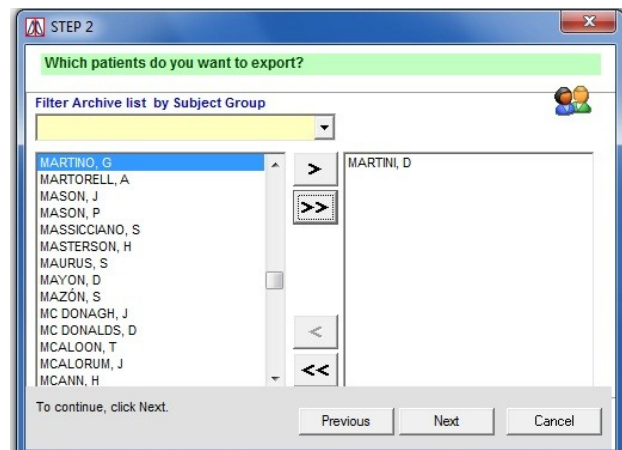 STEP 2
X
Which patients do you want to export?
Filter Archive list by Subject Group
MARTINO, G
MARTORELL, A
MASON, J
MASON, P
MASSICCIANO, S
MASTERSON, H
MAURUS, S
MAYON, D
MAZÓN, S
MC DONAGH, J
MC DONALDS, D
MCALOON, T
MCALORUM, J
MCANN, H
>
>>
<
<<
MARTINI, D
To continue, click Next.
Previous
Next
Cancel